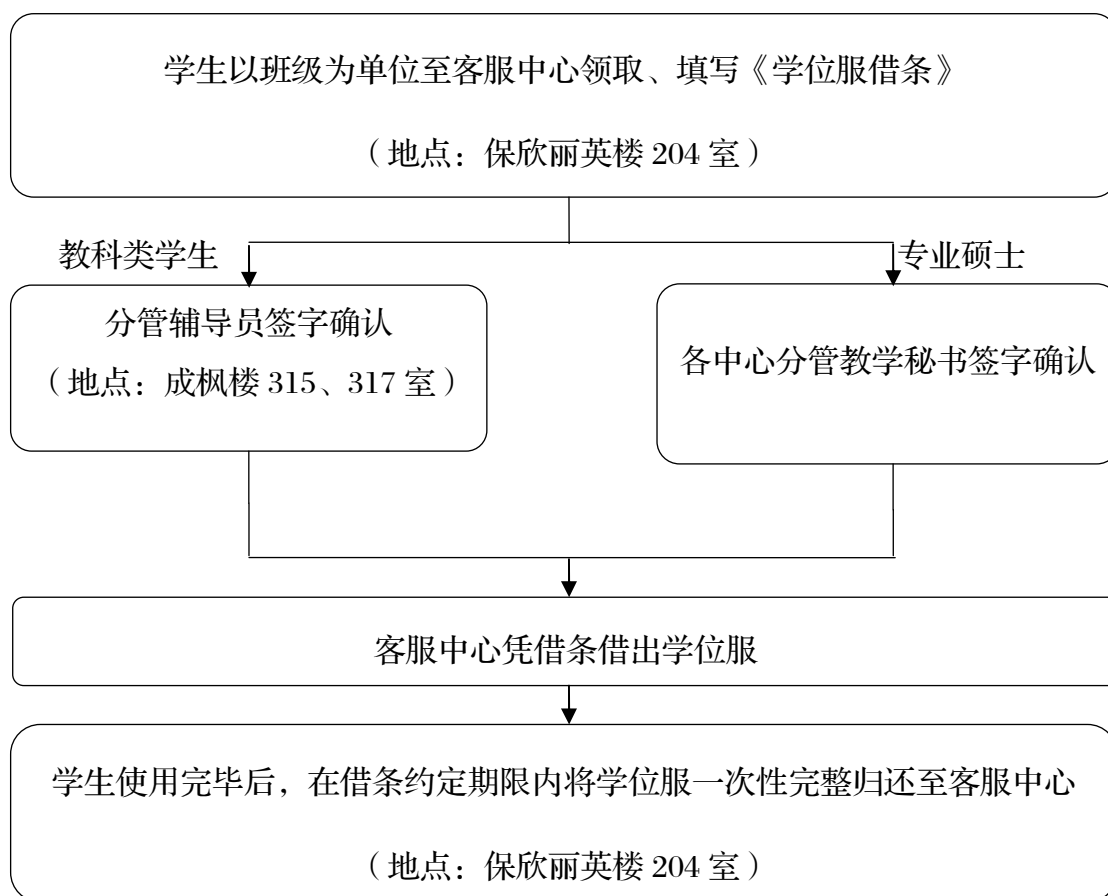 学生以班级为单位至客服中心领取、填写《学位服借条》
（地点：保欣丽英楼 204 室）
教科类学生
专业硕士
分管辅导员签字确认
（地点：成枫楼 315、317 室）
各中心分管教学秘书签字确认
客服中心凭借条借出学位服
学生使用完毕后，在借条约定期限内将学位服一次性完整归还至客服中心
（地点：保欣丽英楼 204 室）